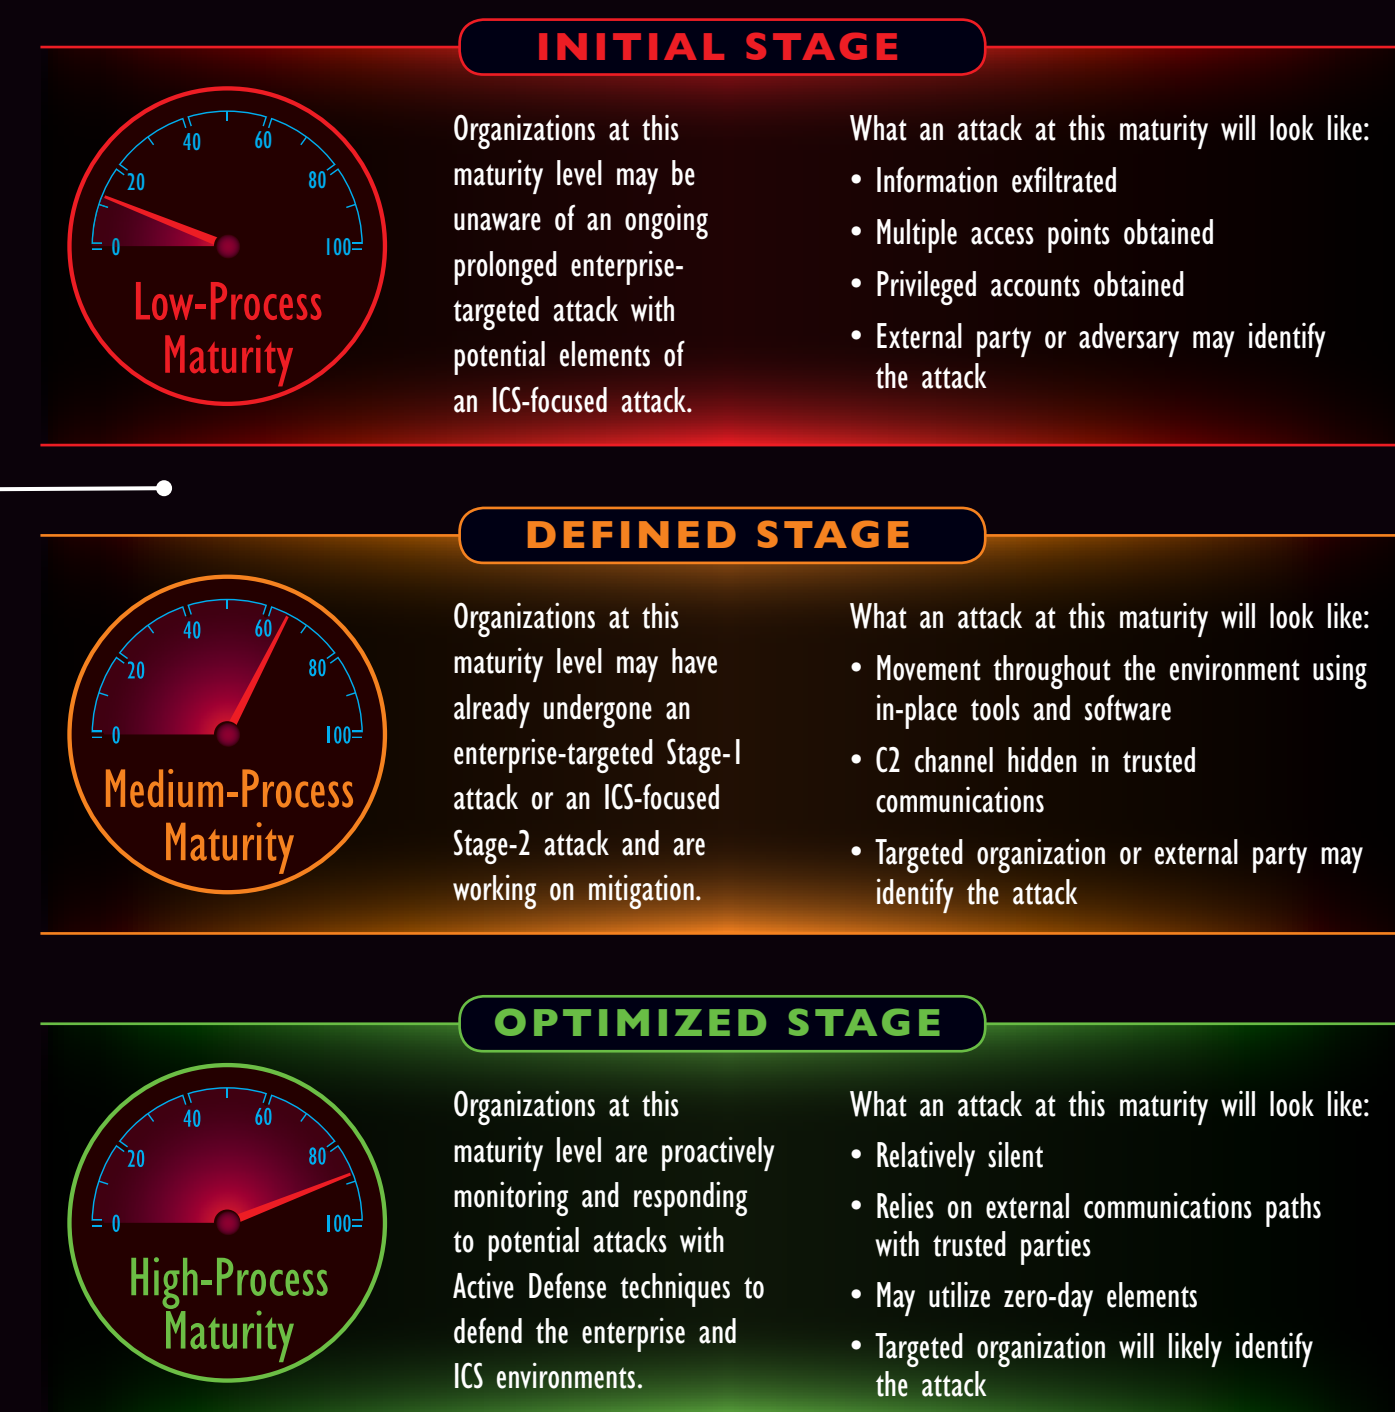 INITIAL STAGE
0
20
40
60
80
100
Low-Process
Maturity
Organizations at this
maturity level may be
unaware of an ongoing
prolonged enterprise-
targeted attack with
potential elements of
an ICS-focused attack.
What an attack at this maturity will look like:
• Information exfiltrated
• Multiple access points obtained
• Privileged accounts obtained
• External party or adversary may identify
the attack
DEFINED STAGE
0
20
40
60
80
100
Medium-Process
Maturity
Organizations at this
maturity level may have
already undergone an
enterprise-targeted Stage-1
attack or an ICS-focused
Stage-2 attack and are
working on mitigation.
What an attack at this maturity will look like:
• Movement throughout the environment using
in-place tools and software
• C2 channel hidden in trusted
communications
• Targeted organization or external party may
identify the attack
OPTIMIZED STAGE
0
20
40
60
80
100
High-Process
Maturity
Organizations at this
maturity level are proactively
monitoring and responding
to potential attacks with
Active Defense techniques to
defend the enterprise and
ICS environments.
What an attack at this maturity will look like:
• Relatively silent
• Relies on external communications paths
with trusted parties
• May utilize zero-day elements
• Targeted organization will likely identify
the attack